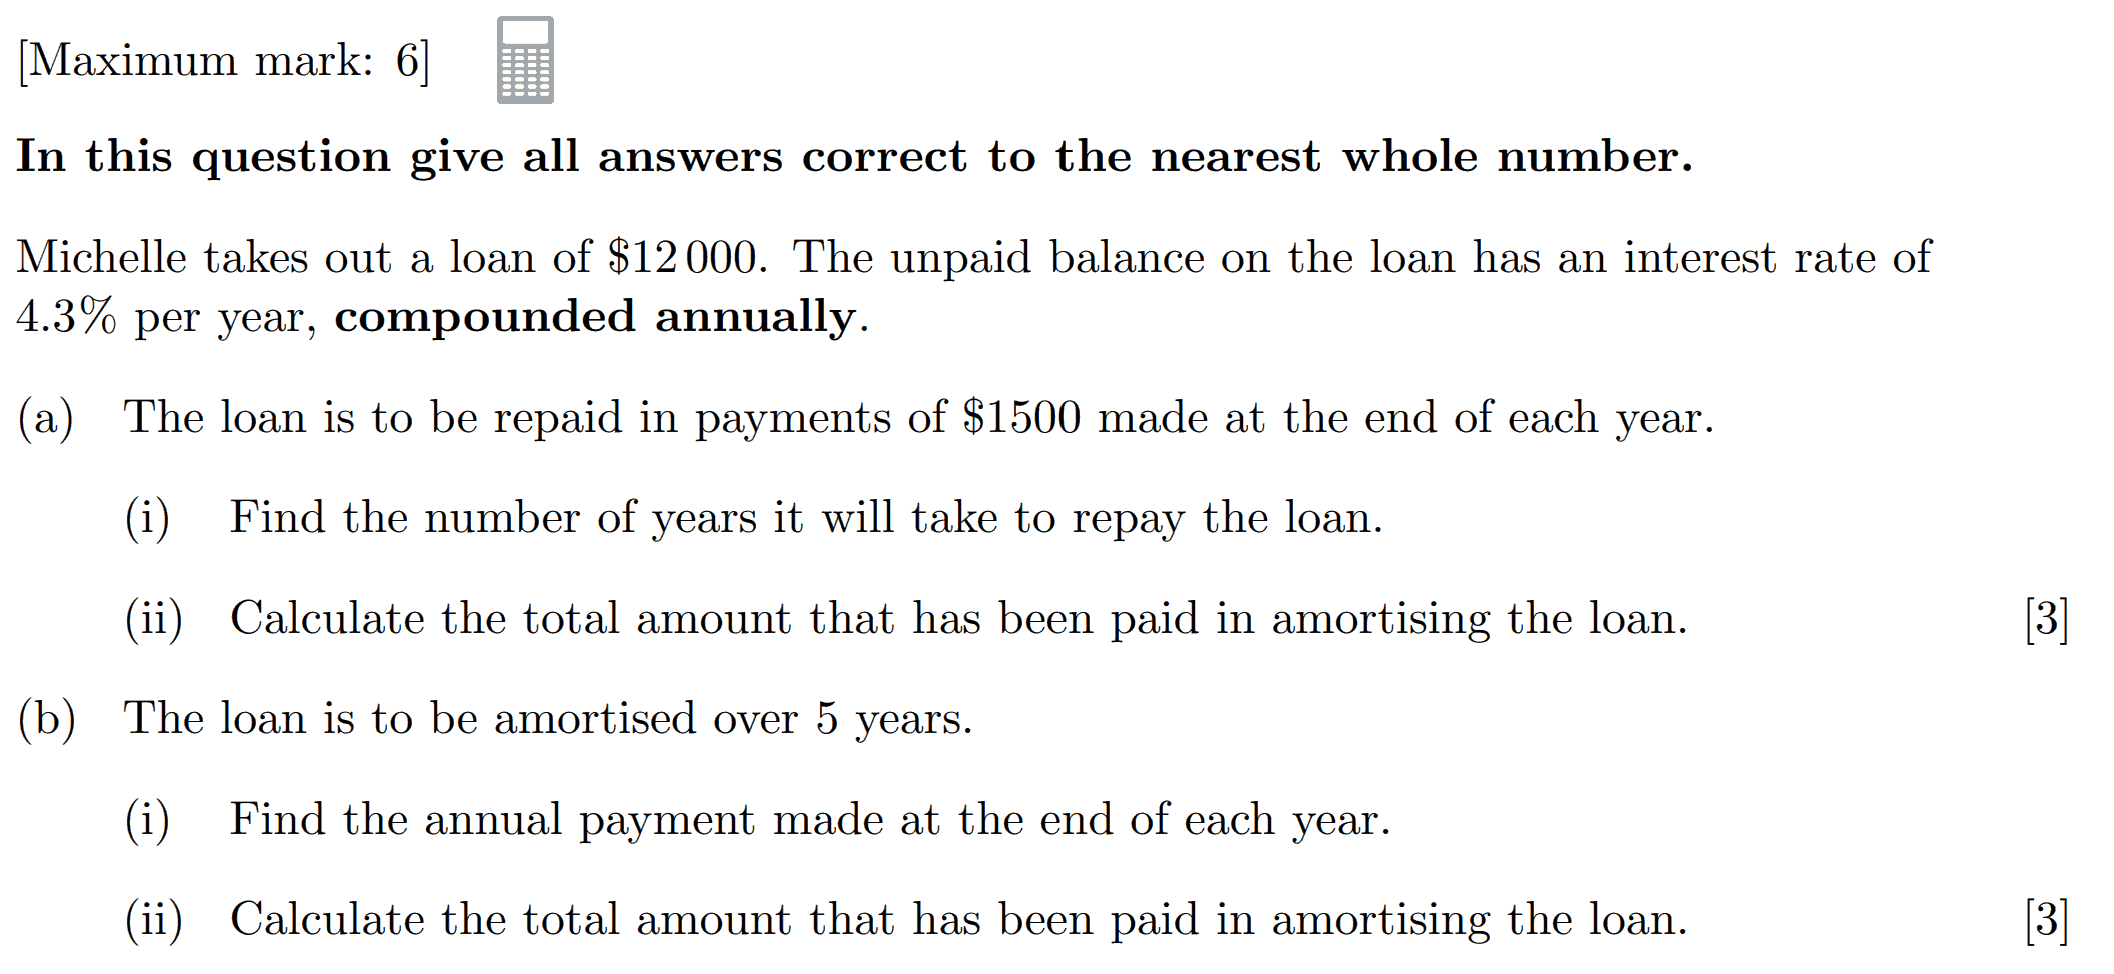 [Maximum mark: 6]
In this question give all answers correct to the nearest whole number.
Michelle takes out a loan of $12 000. The unpaid balance on the loan has an interest rate of
4.3% per year, compounded annually.
(a) The loan is to be repaid in payments of $1500 made at the end of each year.
(i) Find the number of years it will take to repay the loan.
(ii) Calculate the total amount that has been paid in amortising the loan. [3]
(b) The loan is to be amortised over 5 years.
(i) Find the annual payment made at the end of each year.
(ii) Calculate the total amount that has been paid in amortising the loan. [3]